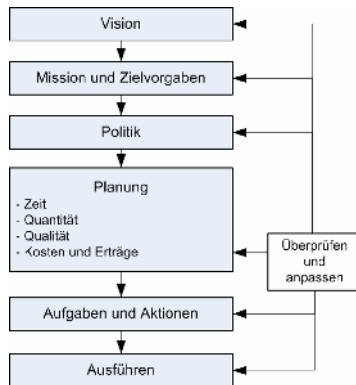 Vision
Mission und Zielvorgaben
Politik
Planung
- Zeit
- Quantität
- Qualität
- Kosten und Erträge
Überprüfen
und
anpassen
Aufgaben und Aktionen
Ausführen